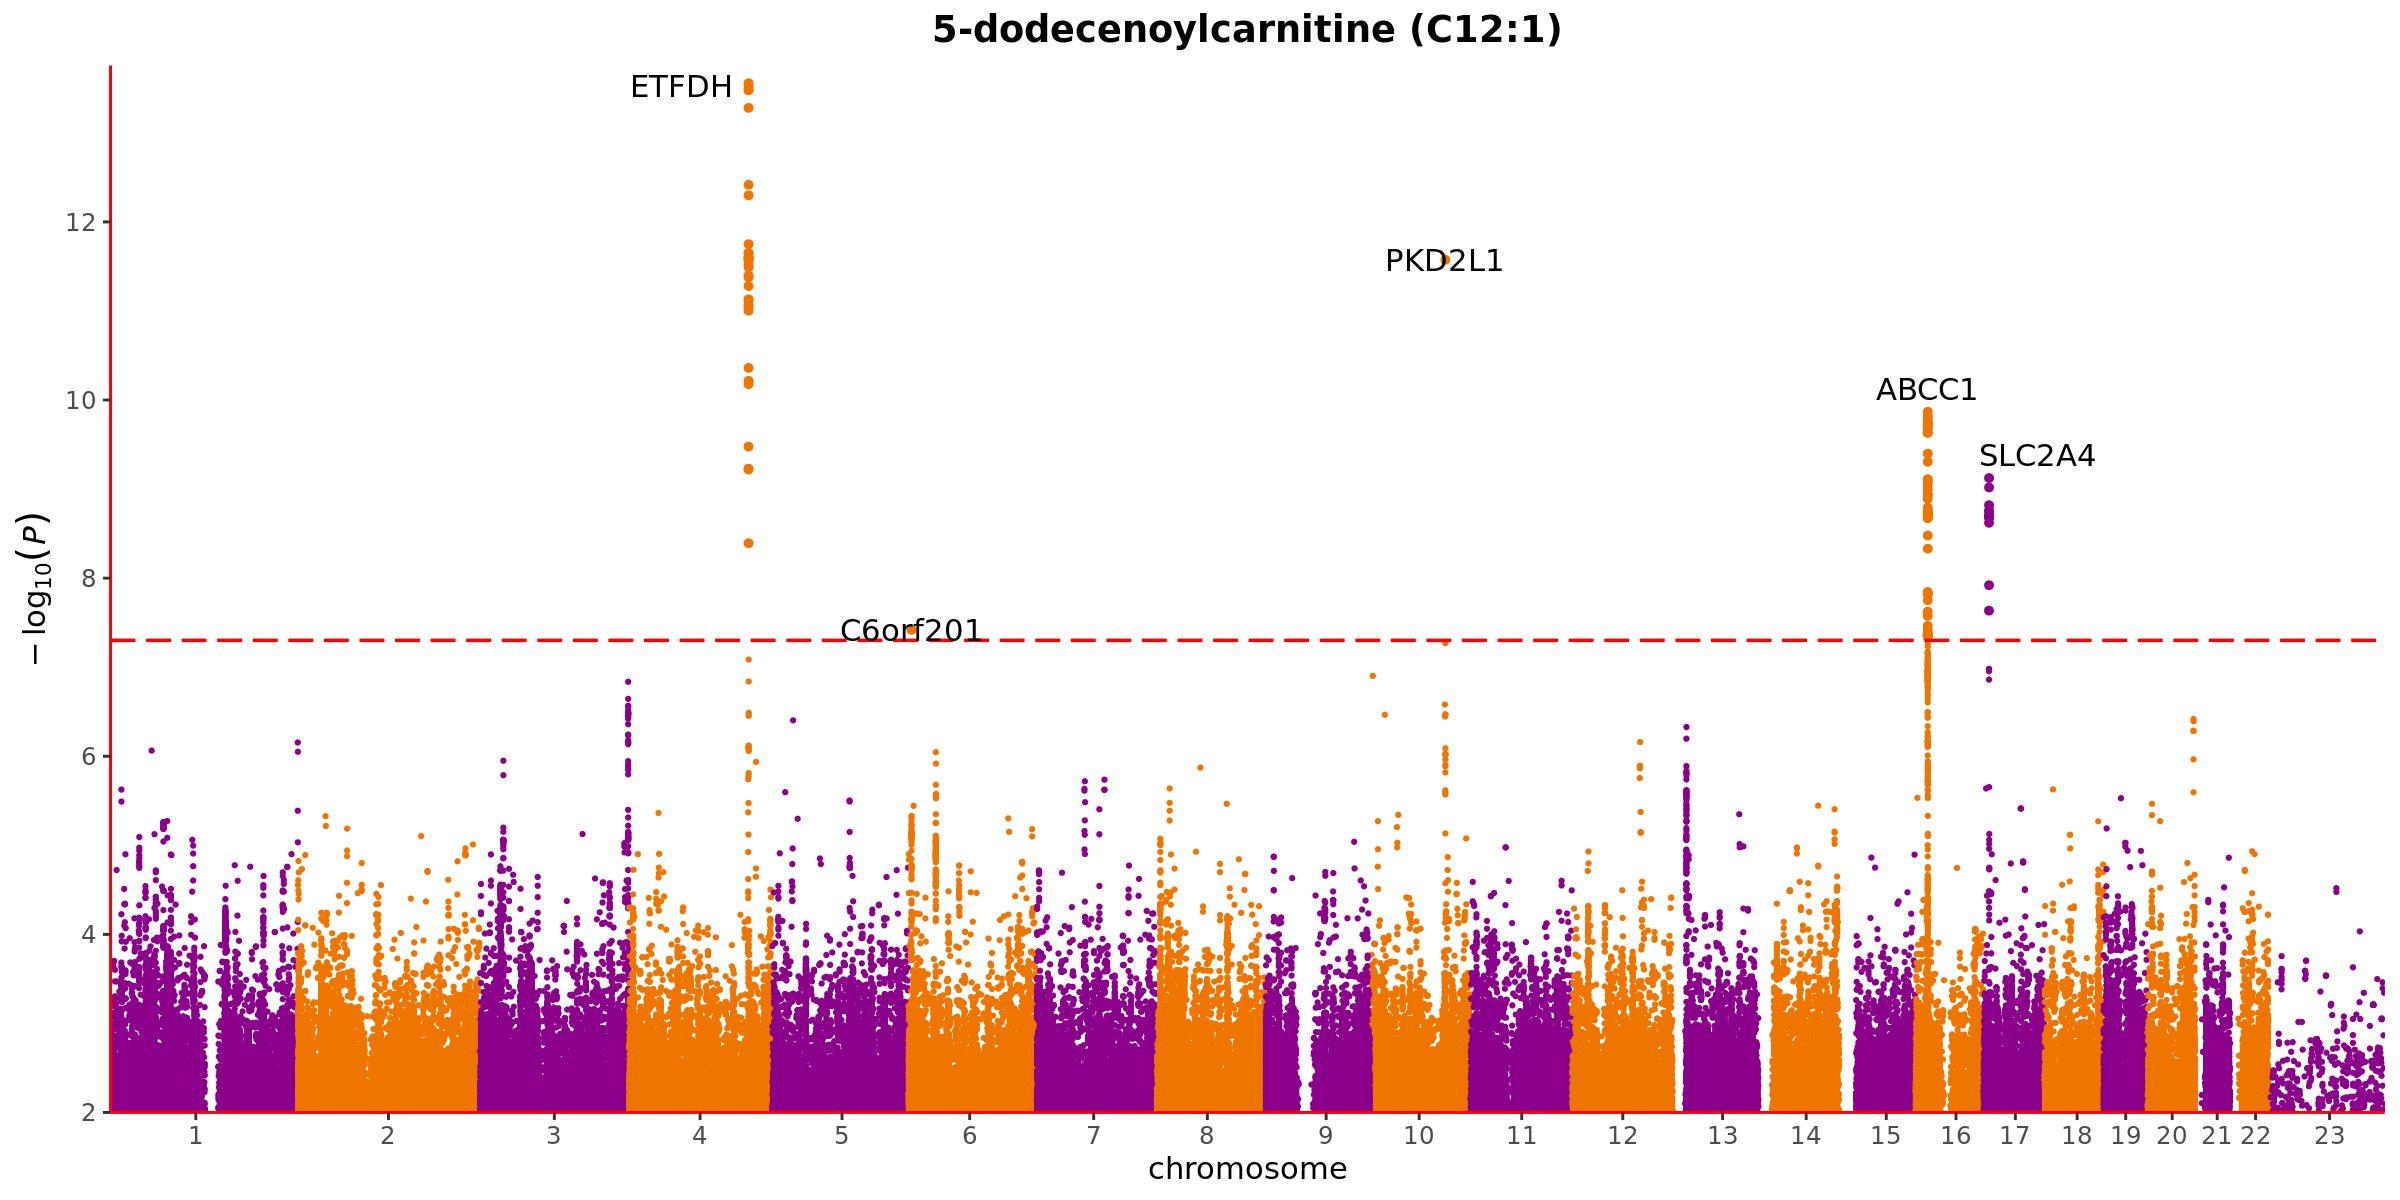 5-dodecenoylcarnitine (C12:1)
ETFDH
PKD2L1
ABCC1
SLC2A4
C6orf201
12
10
8
6
4
2
− log10(P)
1 2 3 4 5 6 7 8 9 10 11 12 13 14 15 16 17 18 19 20 21 22 23
chromosome